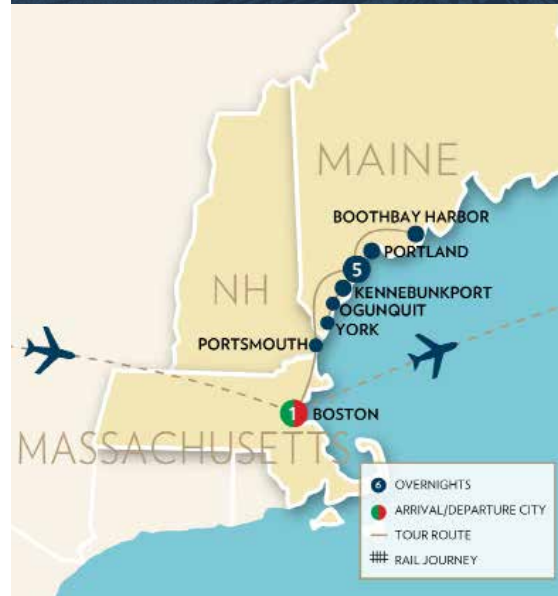 MAINE
BOOTHBAY HARBOR
PORTLAND
5
KENNEBUNKPORT
NH
OGUNQUIT
YORK
PORTSMOUTH
1
BOSTON
MASSACHUSETTS
6 OVERNIGHTS
ARRIVAL/DEPARTURE CITY
TOUR ROUTE
RAIL JOURNEY